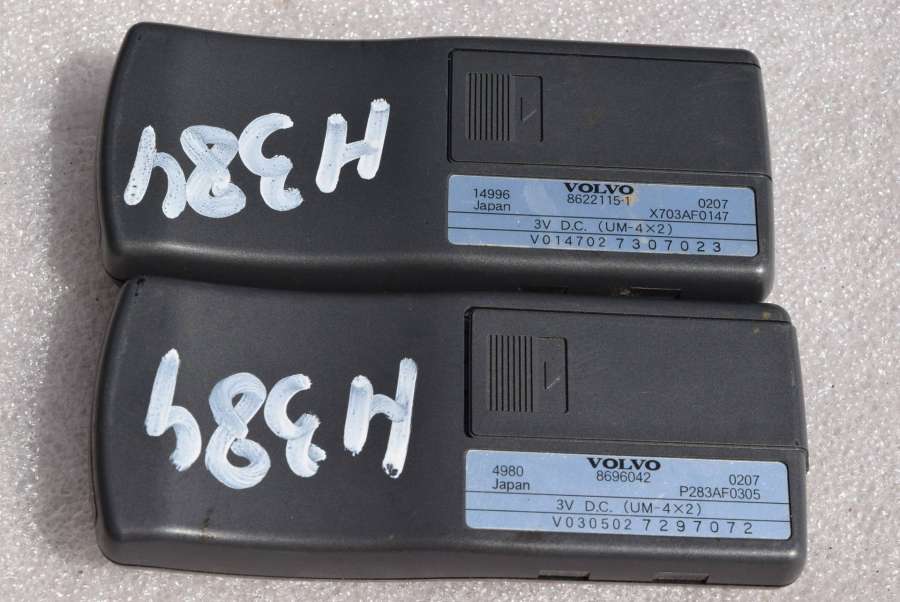 H384
14996
Japan
VOLVO
8622115-1
0207
X703AF0147
3V D.C. (UM-4×2)
V014702 7307023
H384
4980
Japan
VOLVO
8696042
0207
P283AF0305
3V D.C. (UM-4×2)
V030502 7297072